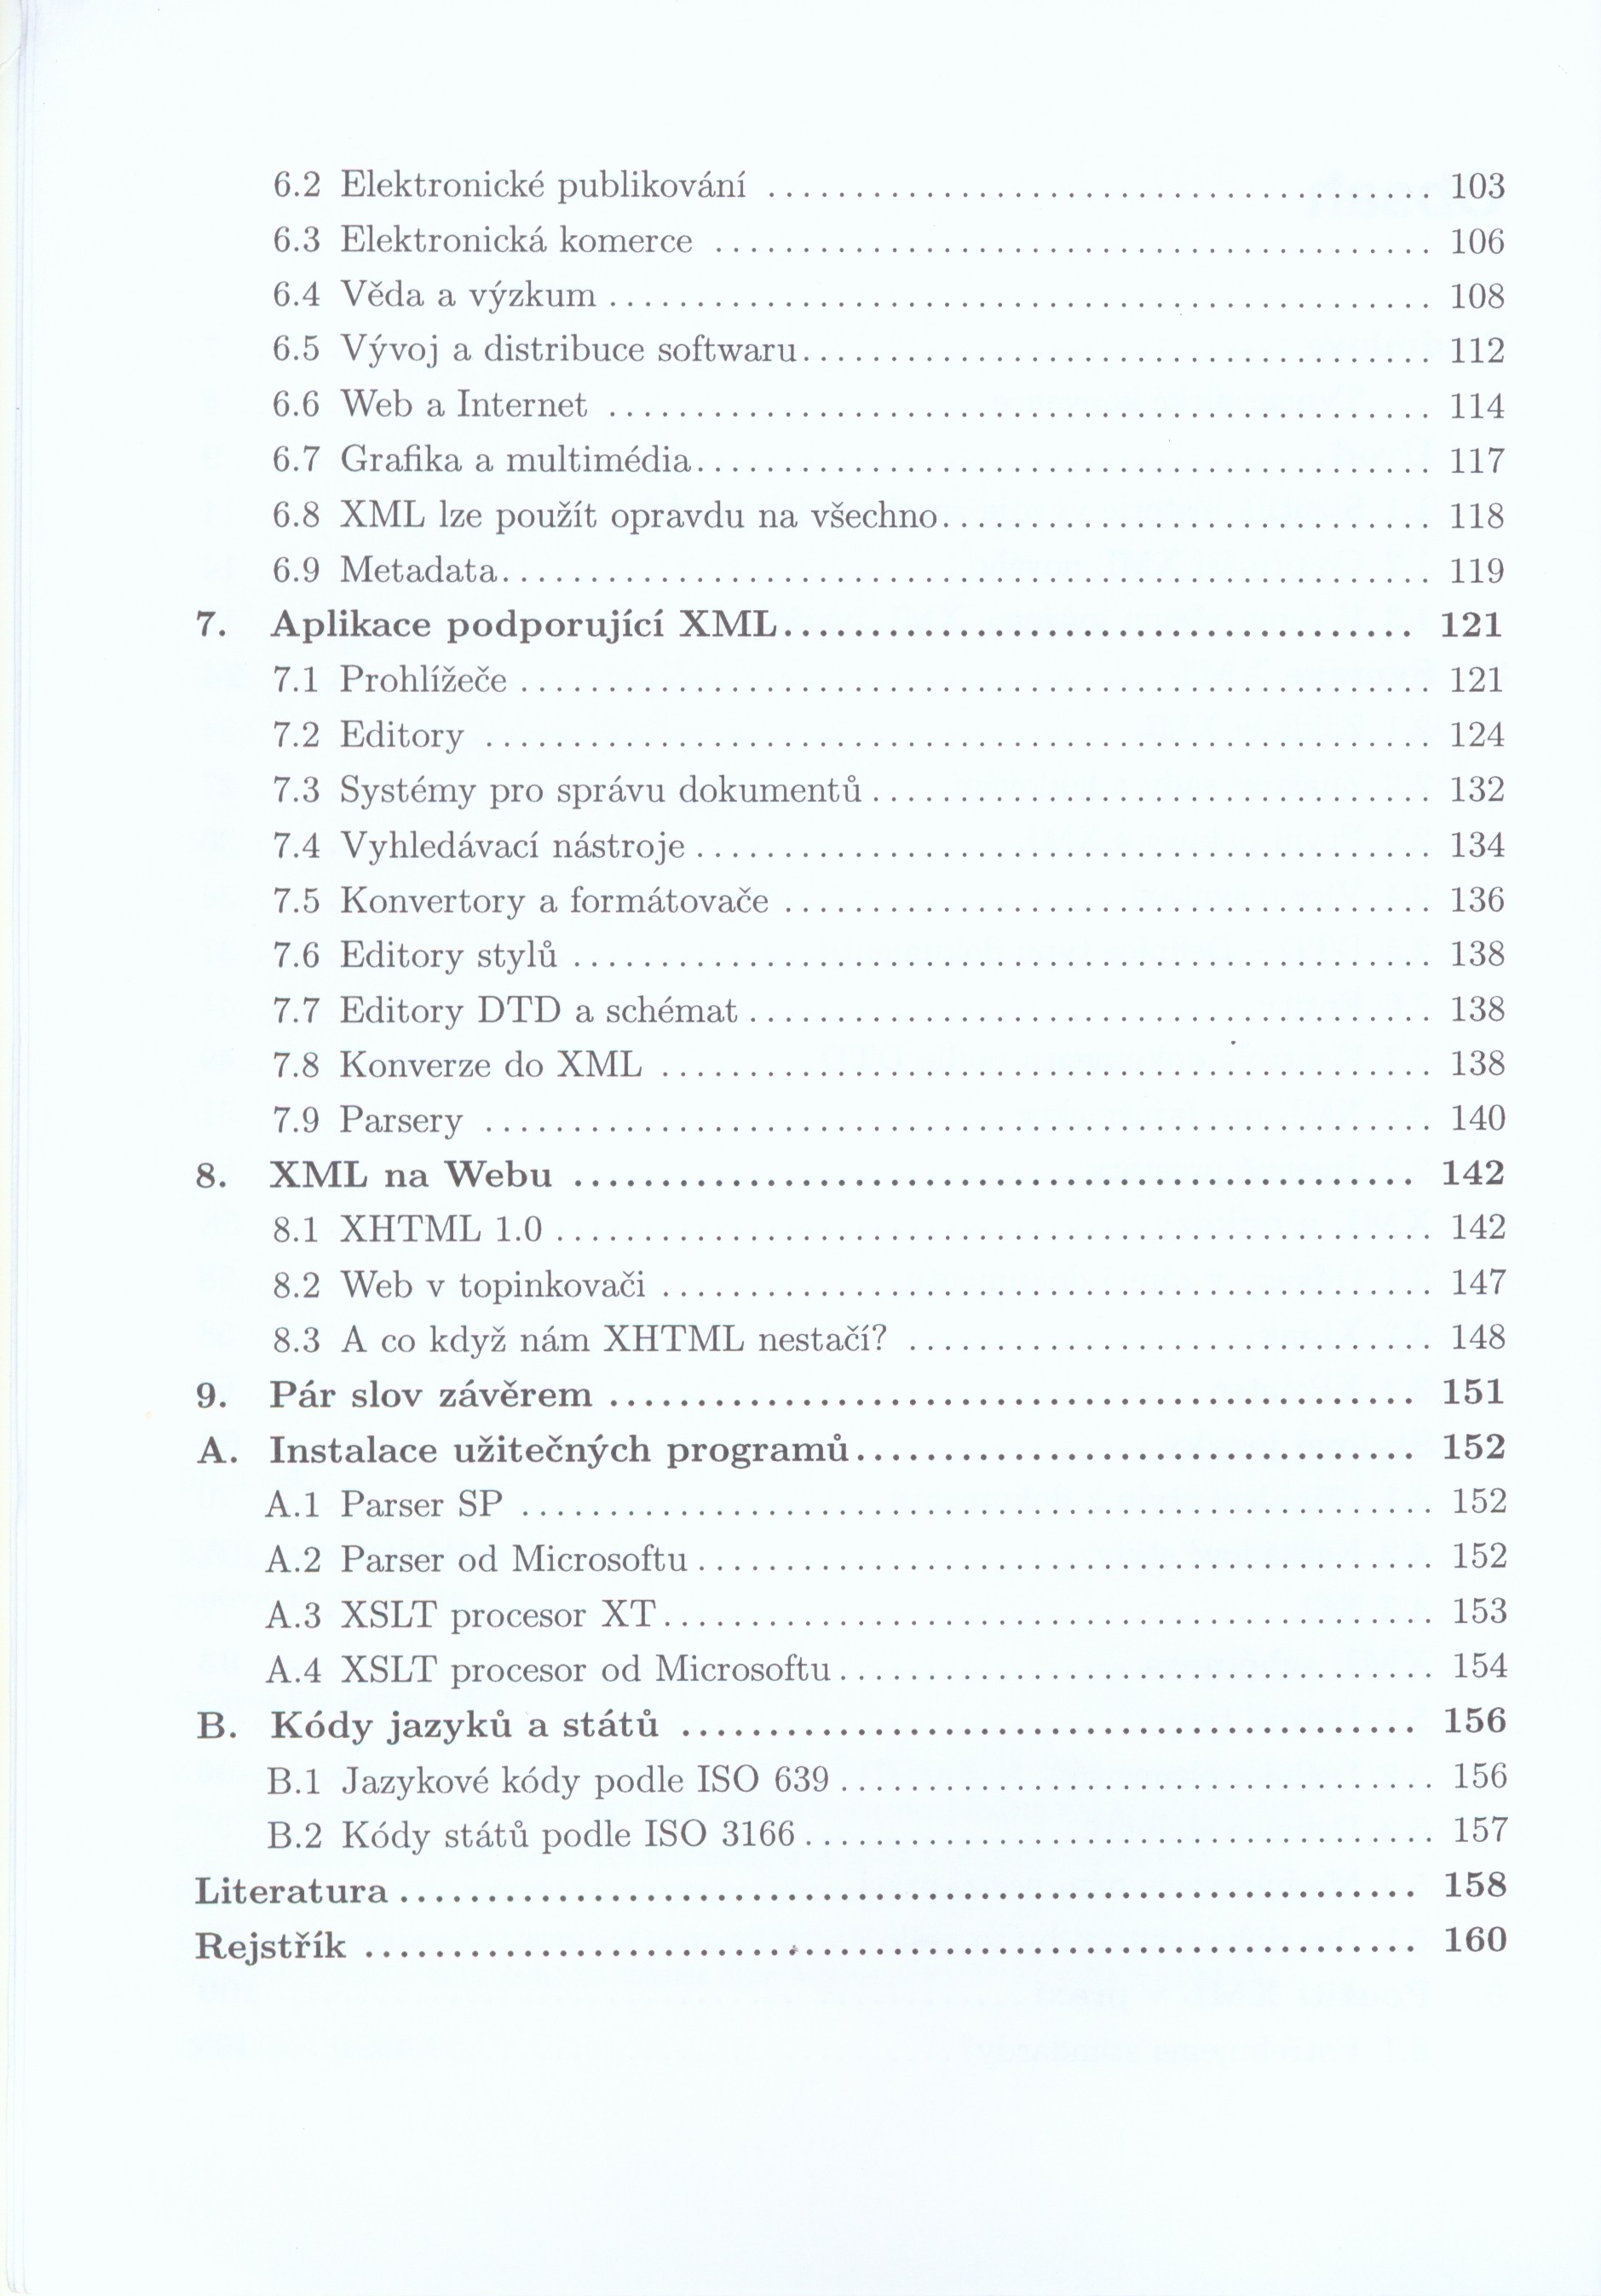 6.2 Elektronické publikování ........................................ 103
6.3 Elektronická komerce ........................................ 106
6.4 Věda a výzkum ........................................ 108
6.5 Vývoj a distribuce softwaru ........................................ 112
6.6 Web a Internet ........................................ 114
6.7 Grafika a multimédia ........................................ 117
6.8 XML lze použít opravdu na všechno ........................................ 118
6.9 Metadata ........................................ 119
7. Aplikace podporující XML ........................................ 121
7.1 Prohlížeče ........................................ 121
7.2 Editory ........................................ 124
7.3 Systémy pro správu dokumentů ........................................ 132
7.4 Vyhledávací nástroje ........................................ 134
7.5 Konvertory a formátovače ........................................ 136
7.6 Editory stylů ........................................ 138
7.7 Editory DTD a schémat ........................................ 138
7.8 Konverze do XML ........................................ 138
7.9 Parsery ........................................ 140
8. XML na Webu ........................................ 142
8.1 XHTML 1.0 ........................................ 142
8.2 Web v topinkovači ........................................ 147
8.3 A co když nám XHTML nestačí? ........................................ 148
9. Pár slov závěrem ........................................ 151
A. Instalace užitečných programů ........................................ 152
A.1 Parser SP ........................................ 152
A.2 Parser od Microsoftu ........................................ 152
A.3 XSLT procesor XT ........................................ 153
A.4 XSLT procesor od Microsoftu ........................................ 154
B. Kódy jazyků a států ........................................ 156
B.1 Jazykové kódy podle ISO 639 ........................................ 156
B.2 Kódy států podle ISO 3166 ........................................ 157
Literatura ........................................ 158
Rejstřík ........................................ 160